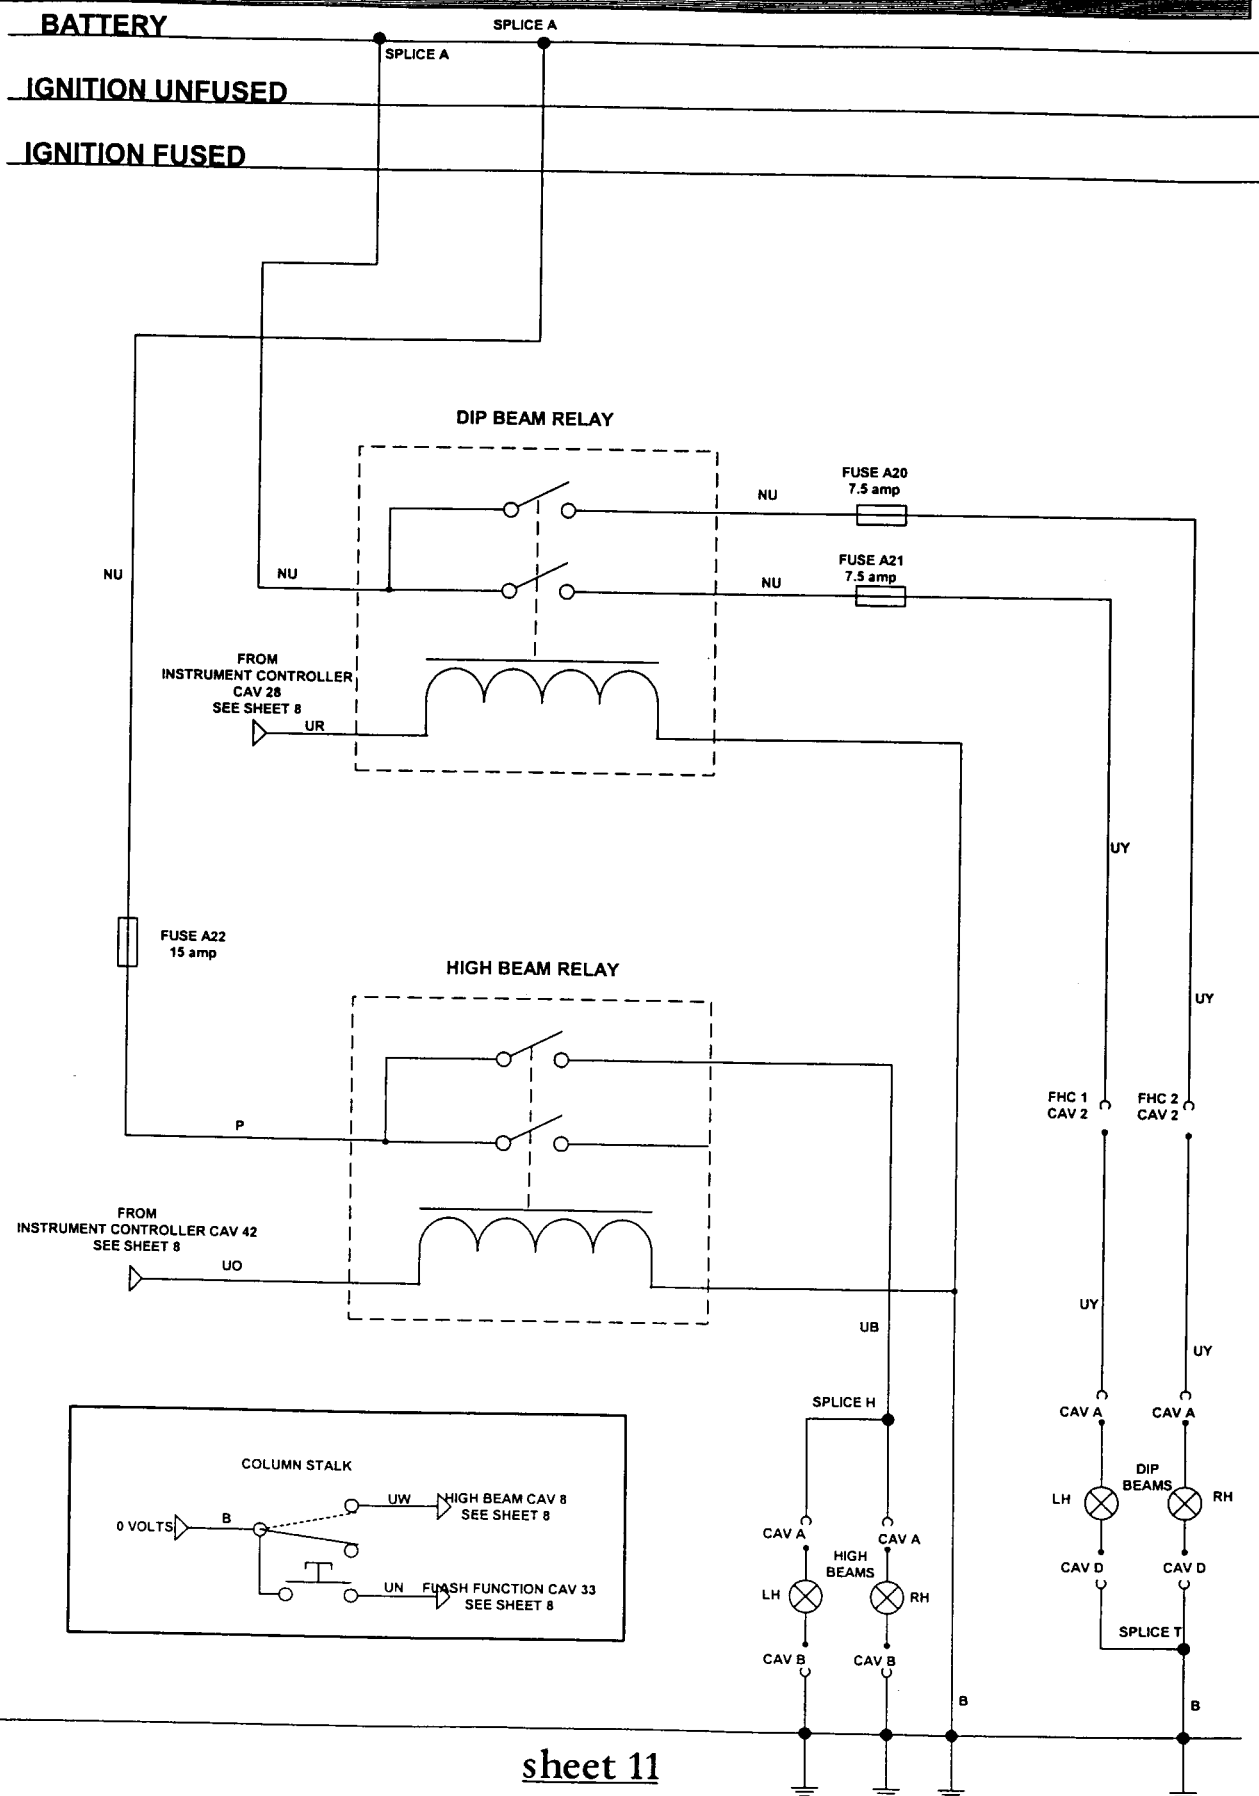 BATTERY
SPLICE A
SPLICE A
IGNITION UNFUSED
IGNITION FUSED
DIP BEAM RELAY
FUSE A20
7.5 amp
NU
FUSE A21
7.5 amp
NU
NU
NU
FROM
INSTRUMENT CONTROLLER
CAV 28
SEE SHEET 8
UR
UY
FUSE A22
15 amp
HIGH BEAM RELAY
UY
FHC 1
CAV 2
FHC 2
CAV 2
P
FROM
INSTRUMENT CONTROLLER CAV 42
SEE SHEET 8
UO
UY
UB
UY
SPLICE H
CAV A
CAV A
COLUMN STALK
DIP
BEAMS
LH
RH
0 VOLTS
B
UW
HIGH BEAM CAV 8
SEE SHEET 8
CAV A
CAV A
HIGH
BEAMS
CAV D
CAV D
UN
FLASH FUNCTION CAV 33
SEE SHEET 8
LH
RH
SPLICE T
CAV B
CAV B
B
B
sheet 11